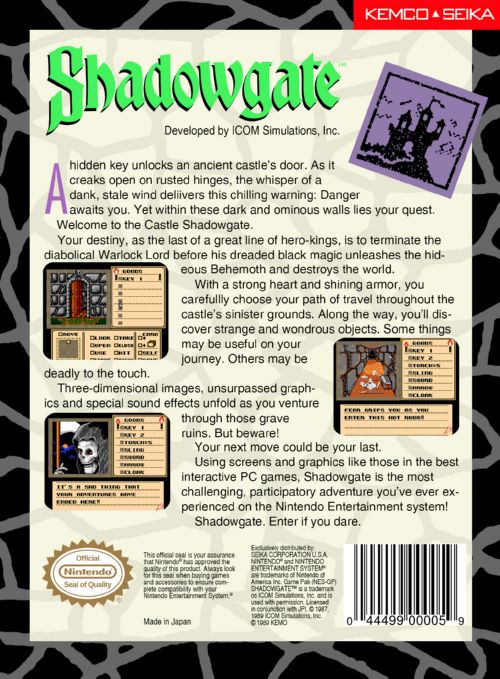 KEMCO▲SEIKA
Shadowgate™
Developed by ICOM Simulations, Inc.
A hidden key unlocks an ancient castle's door. As it
creaks open on rusted hinges, the whisper of a
dank, stale wind deliivers this chilling warning: Danger
awaits you. Yet within these dark and ominous walls lies your quest.
Welcome to the Castle Shadowgate.
Your destiny, as the last of a great line of hero-kings, is to terminate the
diabolical Warlock Lord before his dreaded black magic unleashes the hid-
eous Behemoth and destroys the world.
With a strong heart and shining armor, you
carefullly choose your path of travel throughout the
castle's sinister grounds. Along the way, you'll dis-
cover strange and wondrous objects. Some things
may be useful on your
journey. Others may be
deadly to the touch.
GOODS
KEY 1
MOVE
LOOK TAKE
OPEN
USE HIT SELF
GOODS
KEY 1
KEY 2
TORCH*S
SLING
SWORD
ARROW
CLOAK
FEAR GRIPS YOU AS YOU
ENTER THIS HOT ROOM!!
Three-dimensional images, unsurpassed graph-
ics and special sound effects unfold as you venture
through those grave
ruins. But beware!
Your next move could be your last.
Using screens and graphics like those in the best
interactive PC games, Shadowgate is the most
challenging, participatory adventure you've ever ex-
perienced on the Nintendo Entertainment system!
Shadowgate. Enter if you dare.
GOODS
KEY 1
KEY 2
TORCH*S
SLING
SWORD
ARROW
CLOAK
IT'S A SAD THING THAT
YOUR ADVENTURES HAVE
ENDED HERE!!
Official
Nintendo®
Seal of Quality
This official seal is your assurance
that Nintendo® has approved the
quality of this product. Always look
for this seal when buying games
and accessories to ensure com-
plete compatibility with your
Nintendo Entertainment System.®
Made in Japan
Exclusively distributed by:
SEIKA CORPORATION U.S.A.
NINTENDO® and NINTENDO
ENTERTAINMENT SYSTEM®
are trademarks of Nintendo of
America Inc. Game Pak (NES-GP)
SHADOWGATE™ is a trademark
of ICOM Simulations, Inc. and is
used with permission. Licensed
in conjunction with JPI. © 1987,
1989 ICOM Simulations, Inc.
© 1989 KEMO
0 44499 00005 9